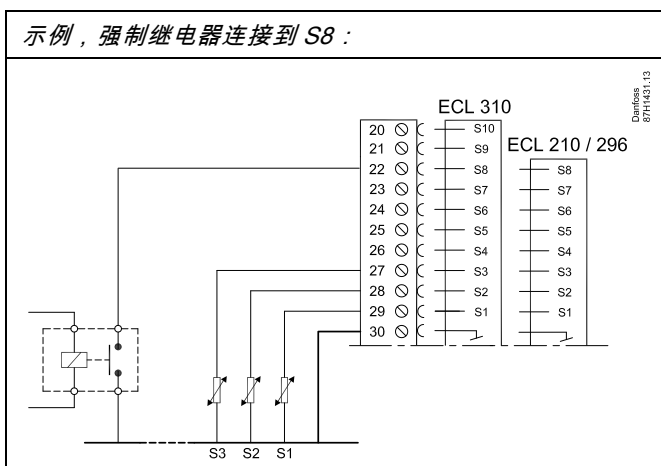 示例，强制继电器连接到 S8：
Danfoss
87H1431.13
ECL 310
ECL 210 / 296
20 S10
21 S9
22 S8 S8
23 S7 S7
24 S6 S6
25 S5 S5
26 S4 S4
27 S3 S3
28 S2 S2
29 S1 S1
30
S3 S2 S1